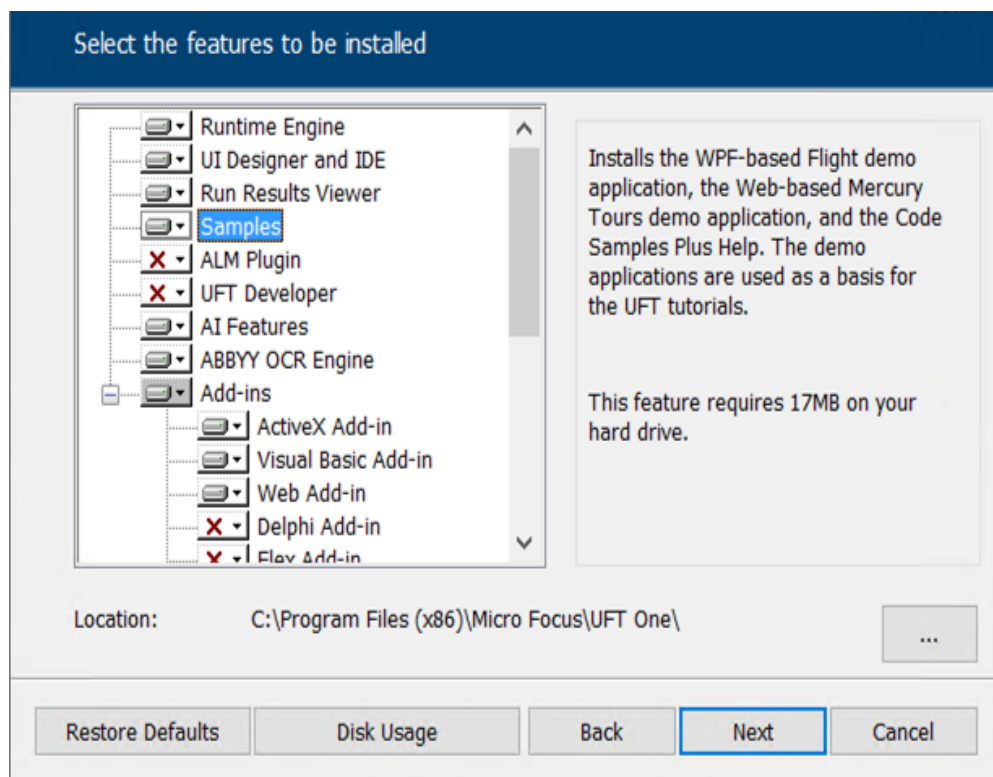 Select the features to be installed
Runtime Engine
UI Designer and IDE
Run Results Viewer
Samples
ALM Plugin
UFT Developer
AI Features
ABBYY OCR Engine
Add-ins
ActiveX Add-in
Visual Basic Add-in
Web Add-in
Delphi Add-in
Flex Add-in
Installs the WPF-based Flight demo
application, the Web-based Mercury
Tours demo application, and the Code
Samples Plus Help. The demo
applications are used as a basis for
the UFT tutorials.
This feature requires 17MB on your
hard drive.
Location: C:\Program Files (x86)\Micro Focus\UFT One\
...
Restore Defaults Disk Usage Back Next Cancel